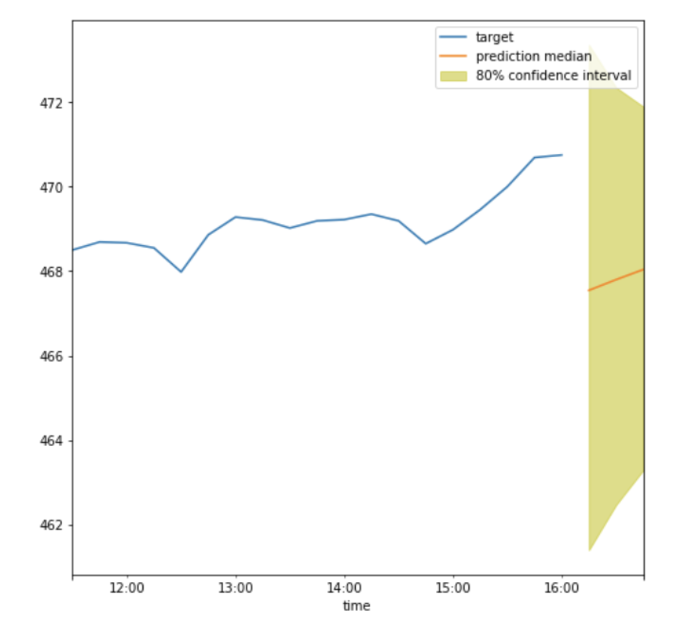 target
prediction median
80% confidence interval
472
470
468
466
464
462
12:00 13:00 14:00 15:00 16:00
time